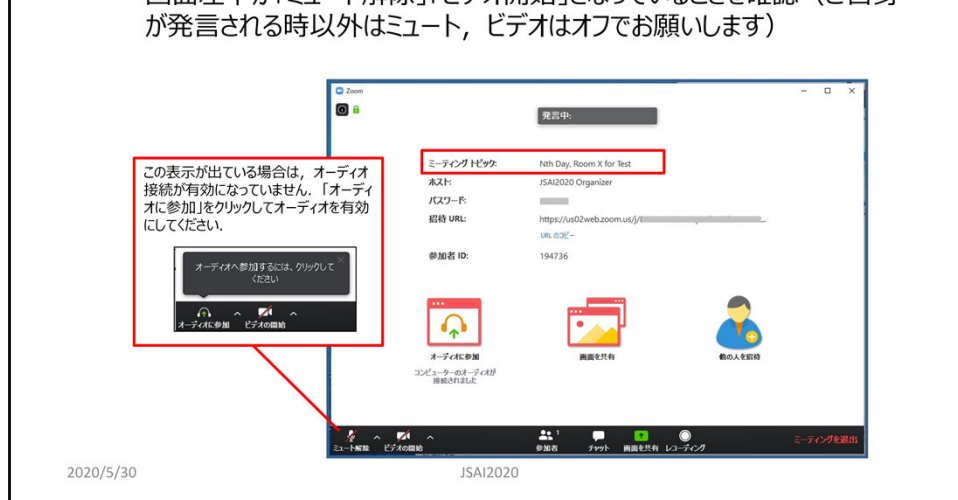 が発言される時以外はミュート，ビデオはオフでお願いします）
Zoom
発言中:
ミーティング トピック: Nth Day, Room X for Test
ホスト: JSAI2020 Organizer
パスワード:
招待 URL: https://us02web.zoom.us/j/
URL のコピー
参加者 ID: 194736
この表示が出ている場合は，オーディオ
接続が有効になっていません．「オーディ
オに参加」をクリックしてオーディオを有効
にしてください．
オーディオへ参加するには、クリックして
ください
オーディオに参加 ビデオの開始
オーディオに参加 画面を共有 他の人を招待
コンピューターのオーディオが
接続されました
ミュート解除 ビデオの開始 参加者 1 チャット 画面を共有 レコーディング ミーティングを退出
2020/5/30 JSAI2020